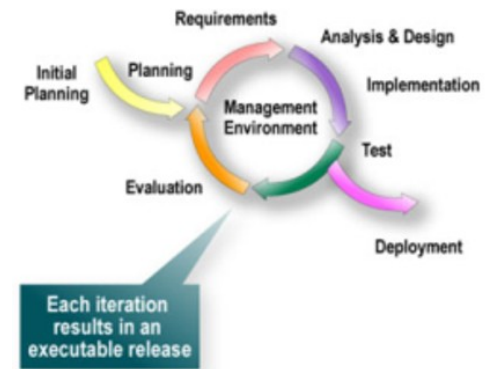 Requirements
Analysis & Design
Initial
Planning
Planning
Implementation
Management
Environment
Test
Evaluation
Deployment
Each iteration
results in an
executable release